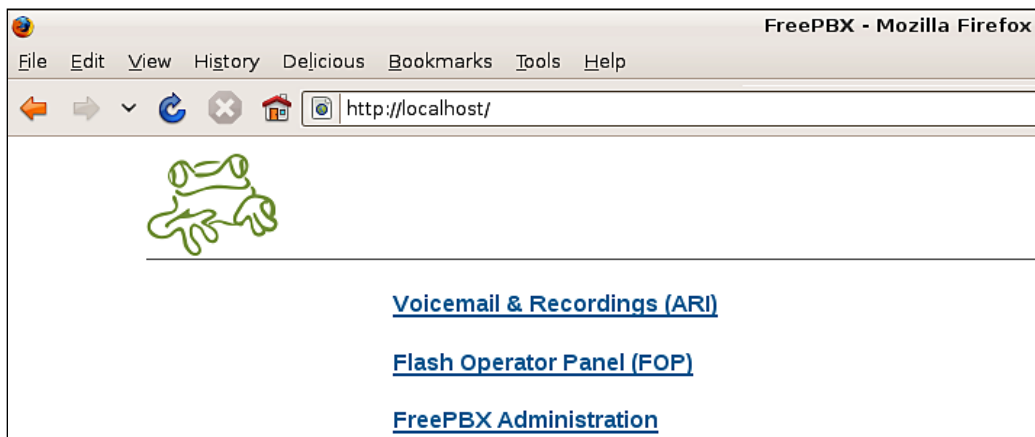 FreePBX - Mozilla Firefox
File Edit View History Delicious Bookmarks Tools Help
http://localhost/
Voicemail & Recordings (ARI)
Flash Operator Panel (FOP)
FreePBX Administration